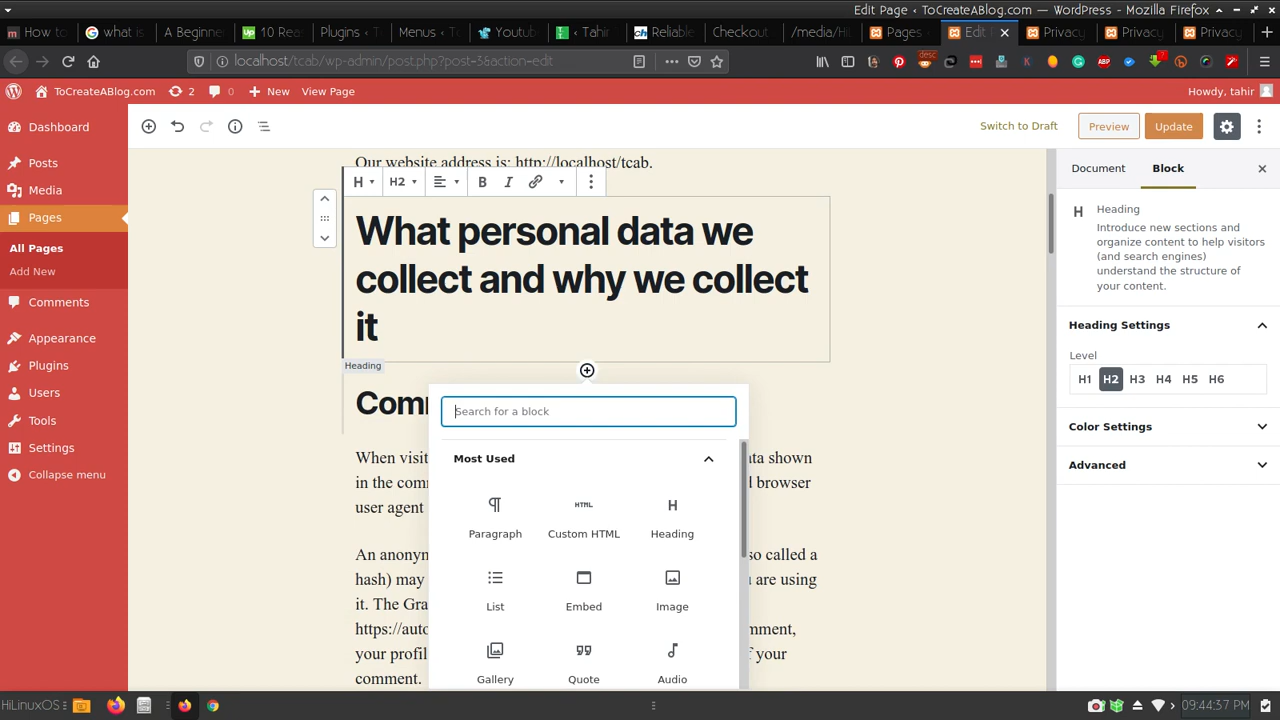 Edit Page ‹ ToCreateABlog.com — WordPress - Mozilla Firefox
How to
what is
A Beginne
1D Rea
Plugins ‹
Menus ‹
Youtu
‹ Tahir
Reliable
Checkout
/media/Hi
Pages
Edit
Privacy
Privacy
Privacy
localhost/tcab/wp-admin/post.php?post=3&action=edit
desc
ABP
ToCreateABlog.com
2
0
New
View Page
Howdy, tahir
Dashboard
Posts
Media
Pages
All Pages
Add New
Comments
Appearance
Plugins
Users
Tools
Settings
Collapse menu
Switch to Draft
Preview
Update
Our website address is: http://localhost/tcab.
H
H2
B
I
What personal data we
collect and why we collect
it
Heading
Com
When visit
ata shown
in the com
d browser
user agent
An anonym
so called a
hash) may
u are using
it. The Gra
https://auto
mment,
your profil
f your
comment.
Search for a block
Most Used
HTML
H
Paragraph
Custom HTML
Heading
List
Embed
Image
Gallery
Quote
Audio
Document
Block
H
Heading
Introduce new sections and
organize content to help visitors
(and search engines)
understand the structure of
your content.
Heading Settings
Level
H1
H2
H3
H4
H5
H6
Color Settings
Advanced
HiLinuxOS
09:44:37 PM